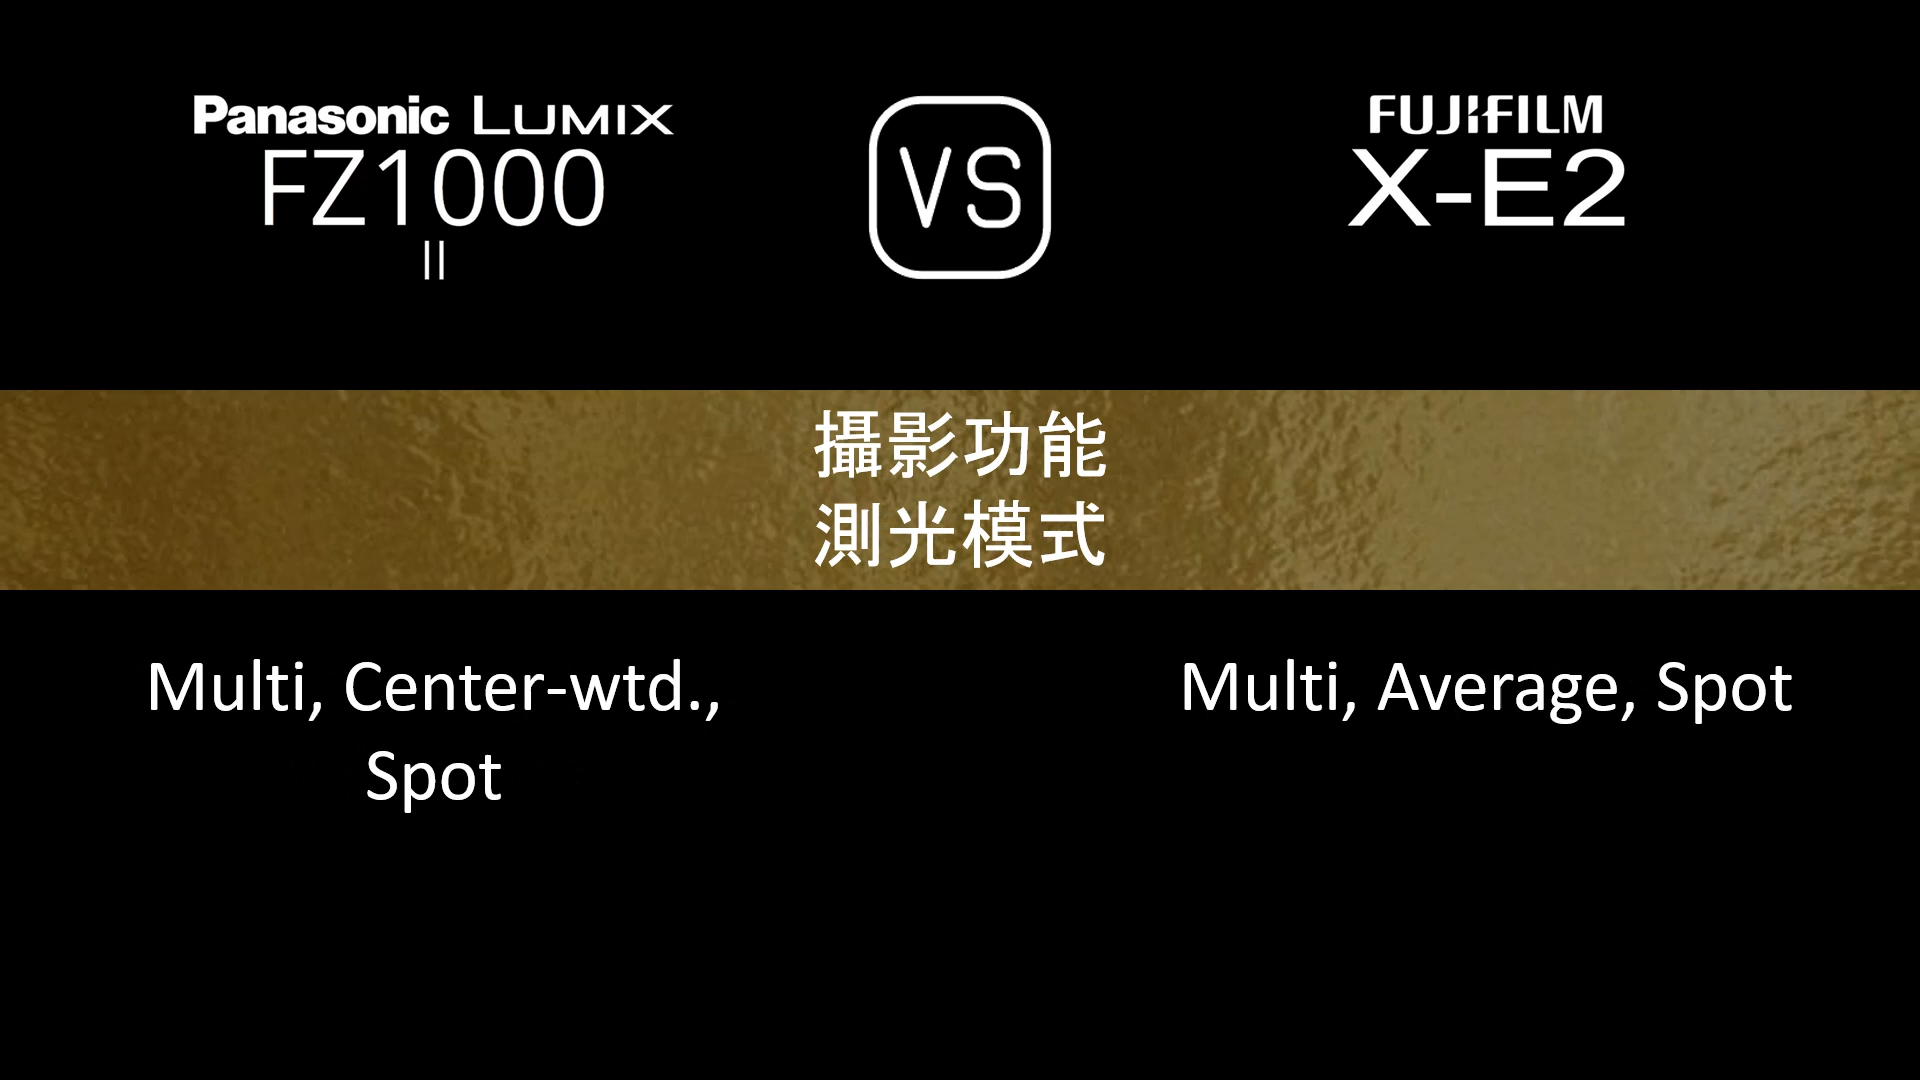 Panasonic LUMIX
FZ1000
II
VS
FUJIFILM
X-E2
攝影功能
測光模式
Multi, Center-wtd.,
Spot
Multi, Average, Spot